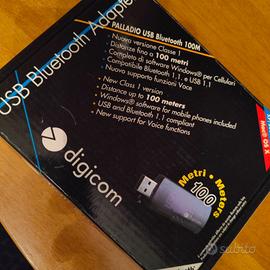 USB Bluetooth Adapter
PALLADIO USB Bluetooth 100M
- Nuova versione Classe 1
- Distanze fino a 100 metri
- Completo di software Windows® per Cellulari
- Compatibile Bluetooth 1.1. e USB 1.1
- Nuovo supporto funzioni Voce
- New Class 1 version
- Distance up to 100 meters
- Windows® software for mobile phones included
- USB and Bluetooth 1.1 compliant
- New support for Voice functions
digicom
Metri • Meters
100
Mac® OS X
subito